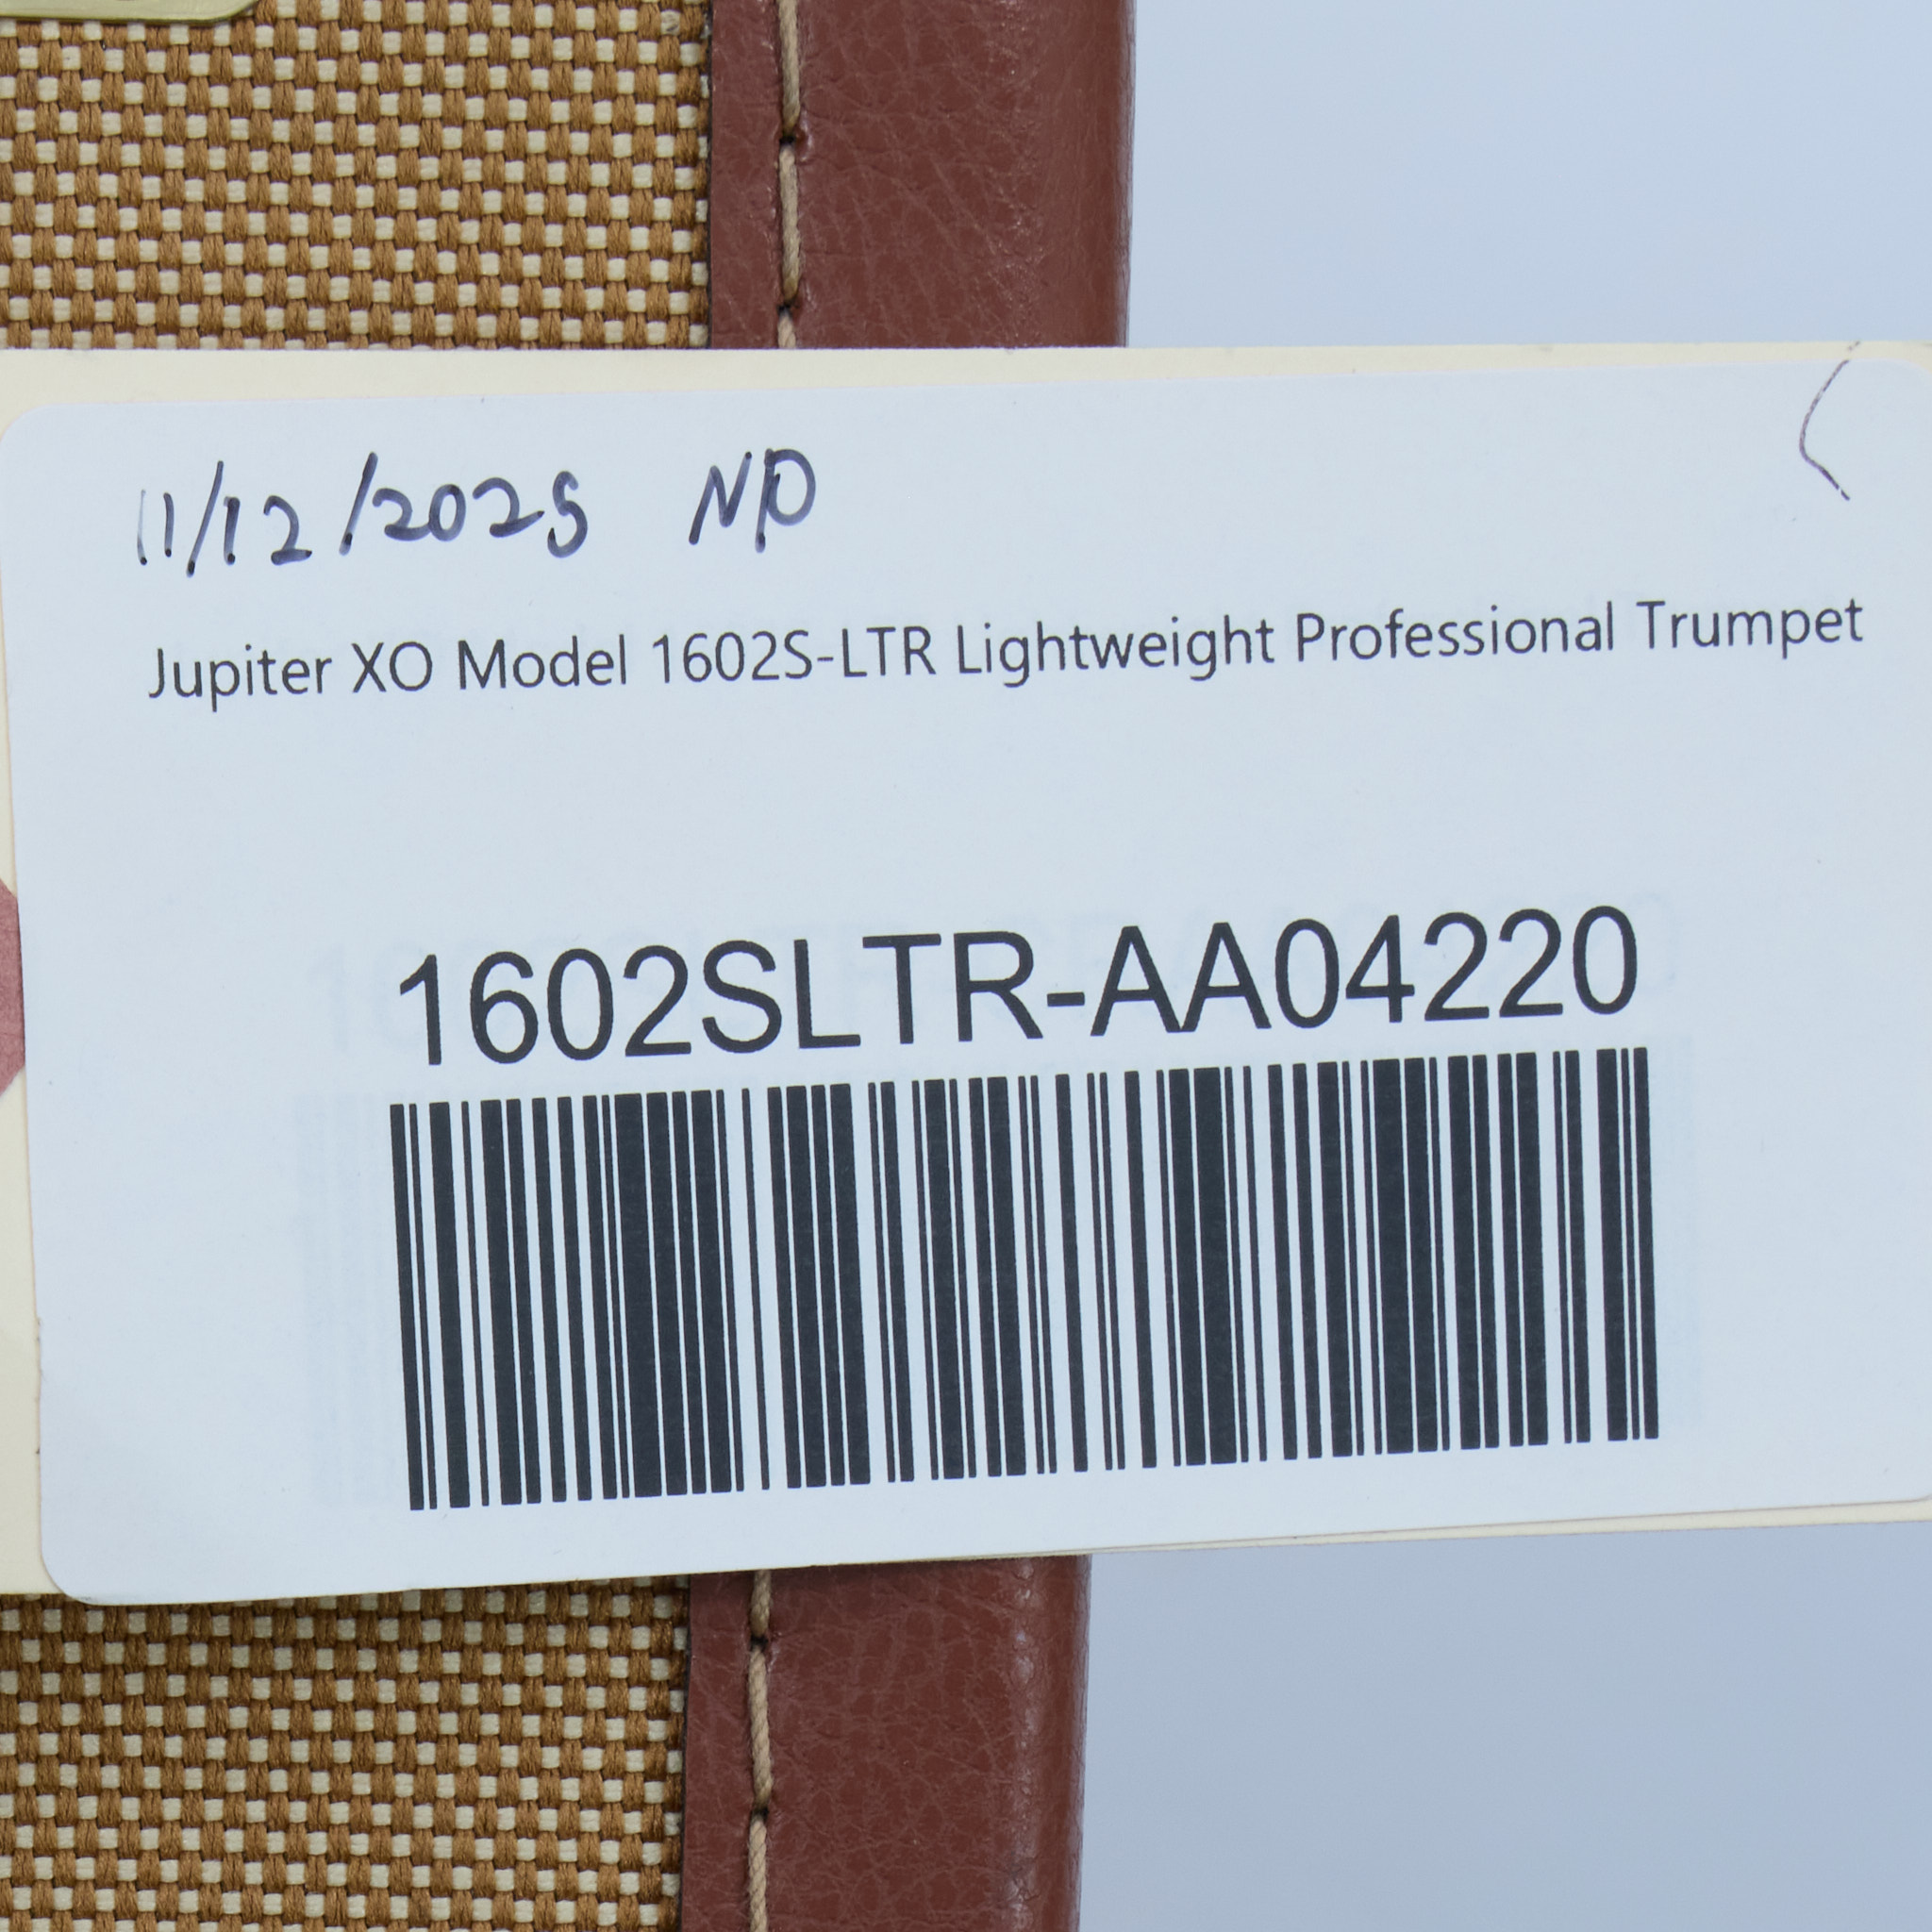 11/12/2025 NP
Jupiter XO Model 1602S-LTR Lightweight Professional Trumpet
1602SLTR-AA04220